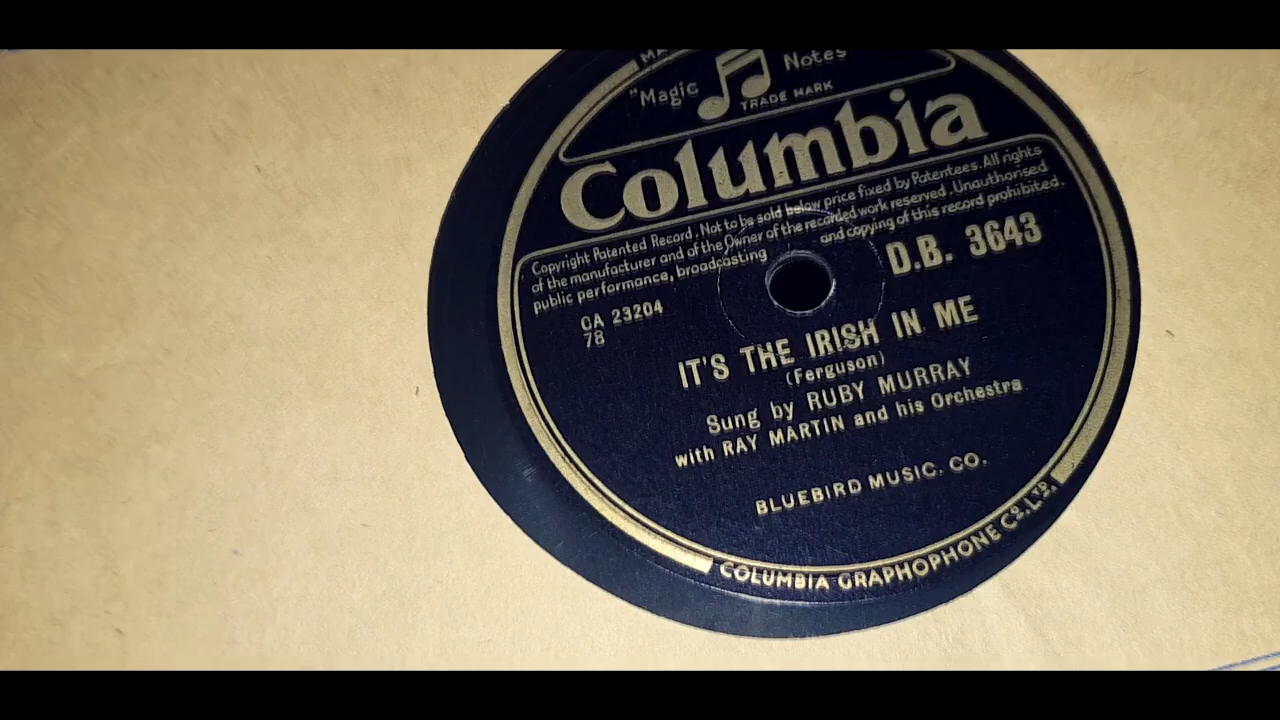 "Magic Notes"
TRADE MARK
Columbia
Copyright Patented Record. Not to be sold below price fixed by Patentees. All rights
of the manufacturer and of the Owner of the recorded work reserved. Unauthorised
public performance, broadcasting and copying of this record prohibited.
D.B. 3643
CA 23204
78
IT'S THE IRISH IN ME
(Ferguson)
Sung by RUBY MURRAY
with RAY MARTIN and his Orchestra
BLUEBIRD MUSIC. CO.
COLUMBIA GRAPHOPHONE CO. LTD.